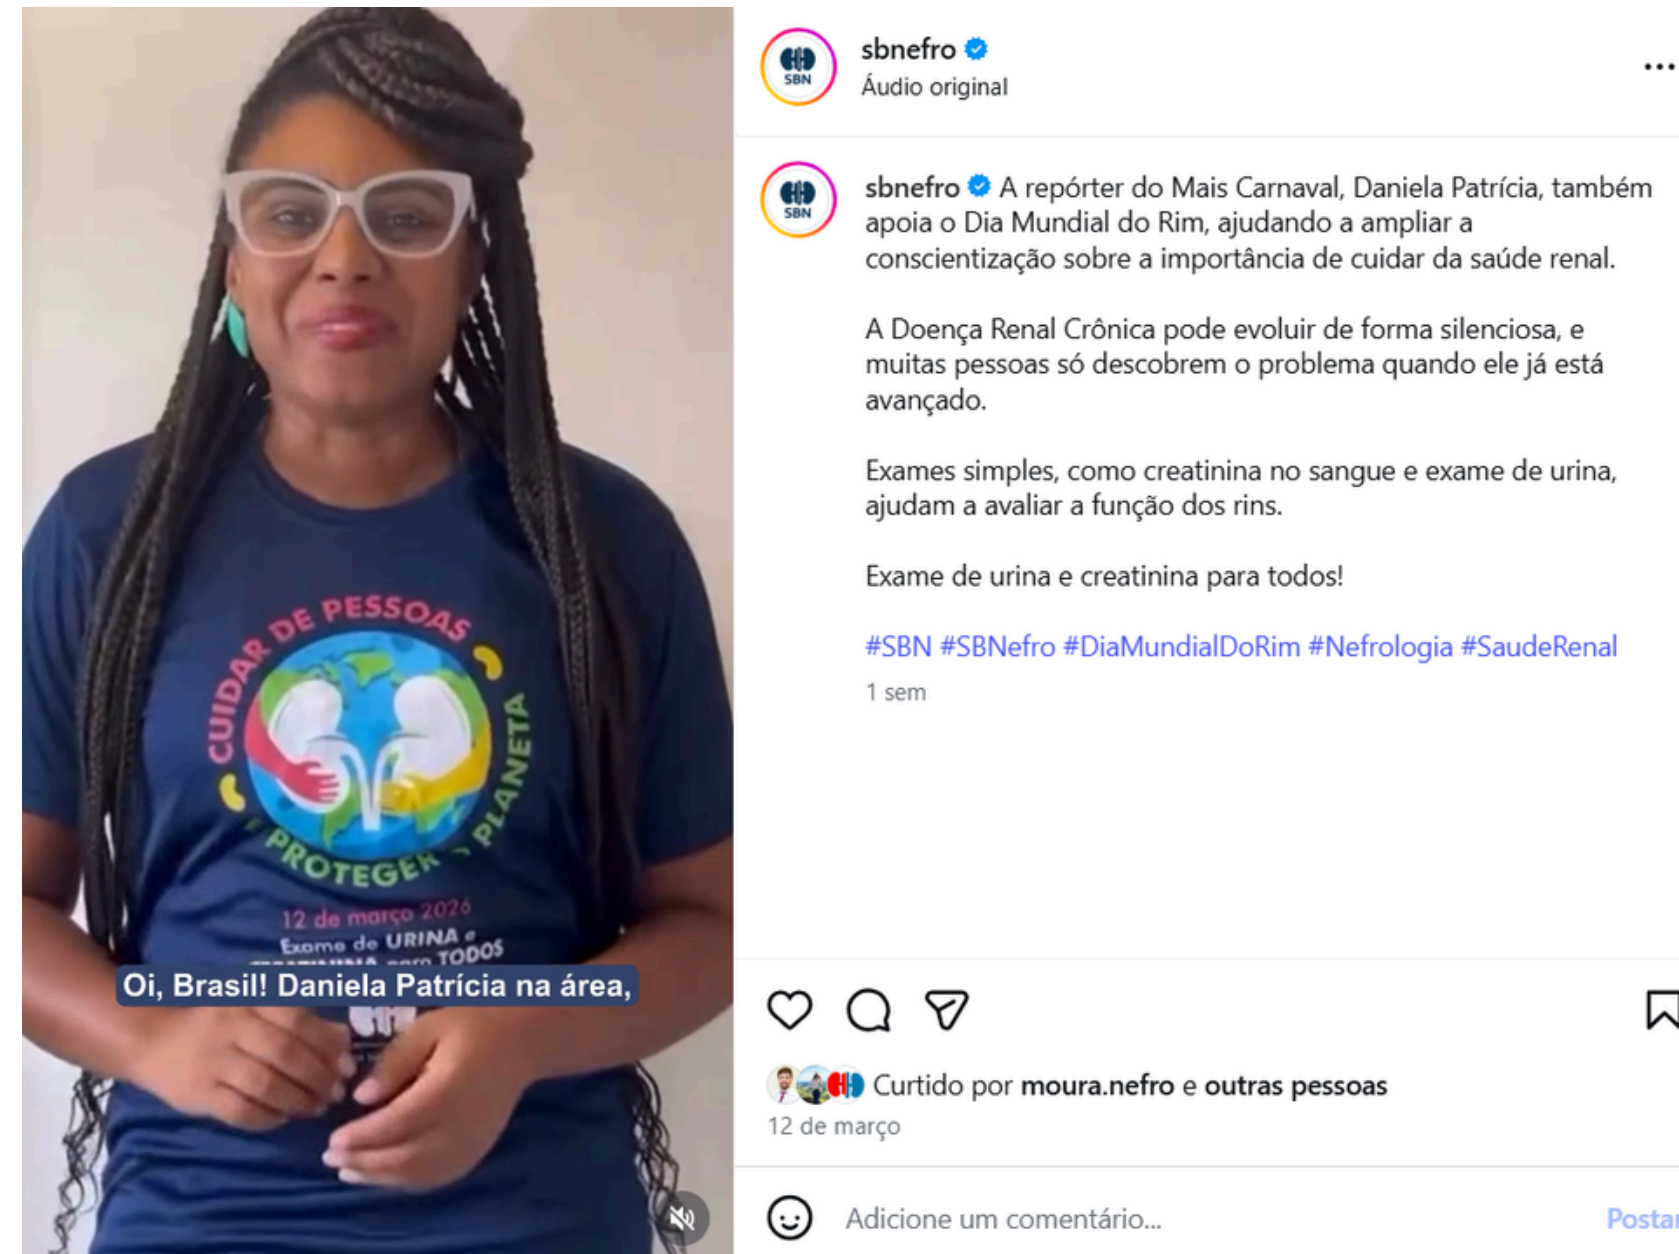 CUIDAR DE PESSOAS
E PROTEGER O PLANETA
12 de março 2026
Exame de URINA e
CREATININA para TODOS
Oi, Brasil! Daniela Patrícia na área,
sbnefro
Áudio original
SBN
sbnefro A repórter do Mais Carnaval, Daniela Patrícia, também
apoia o Dia Mundial do Rim, ajudando a ampliar a
conscientização sobre a importância de cuidar da saúde renal.
A Doença Renal Crônica pode evoluir de forma silenciosa, e
muitas pessoas só descobrem o problema quando ele já está
avançado.
Exames simples, como creatinina no sangue e exame de urina,
ajudam a avaliar a função dos rins.
Exame de urina e creatinina para todos!
#SBN #SBNefro #DiaMundialDoRim #Nefrologia #SaudeRenal
1 sem
SBN
Curtido por moura.nefro e outras pessoas
12 de março
Adicione um comentário...
Postar